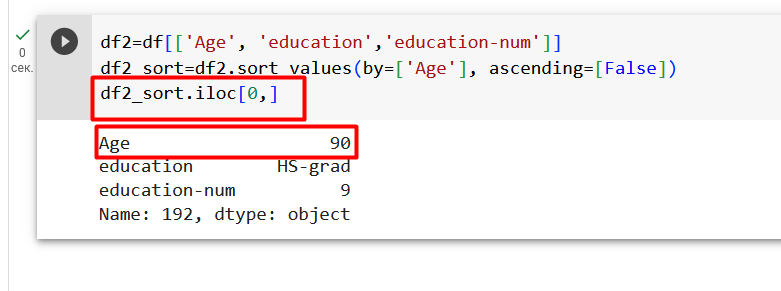 0
сек.
df2=df[['Age', 'education','education-num']]
df2_sort=df2.sort_values(by=['Age'], ascending=[False])
df2_sort.iloc[0,]
Age 90
education HS-grad
education-num 9
Name: 192, dtype: object